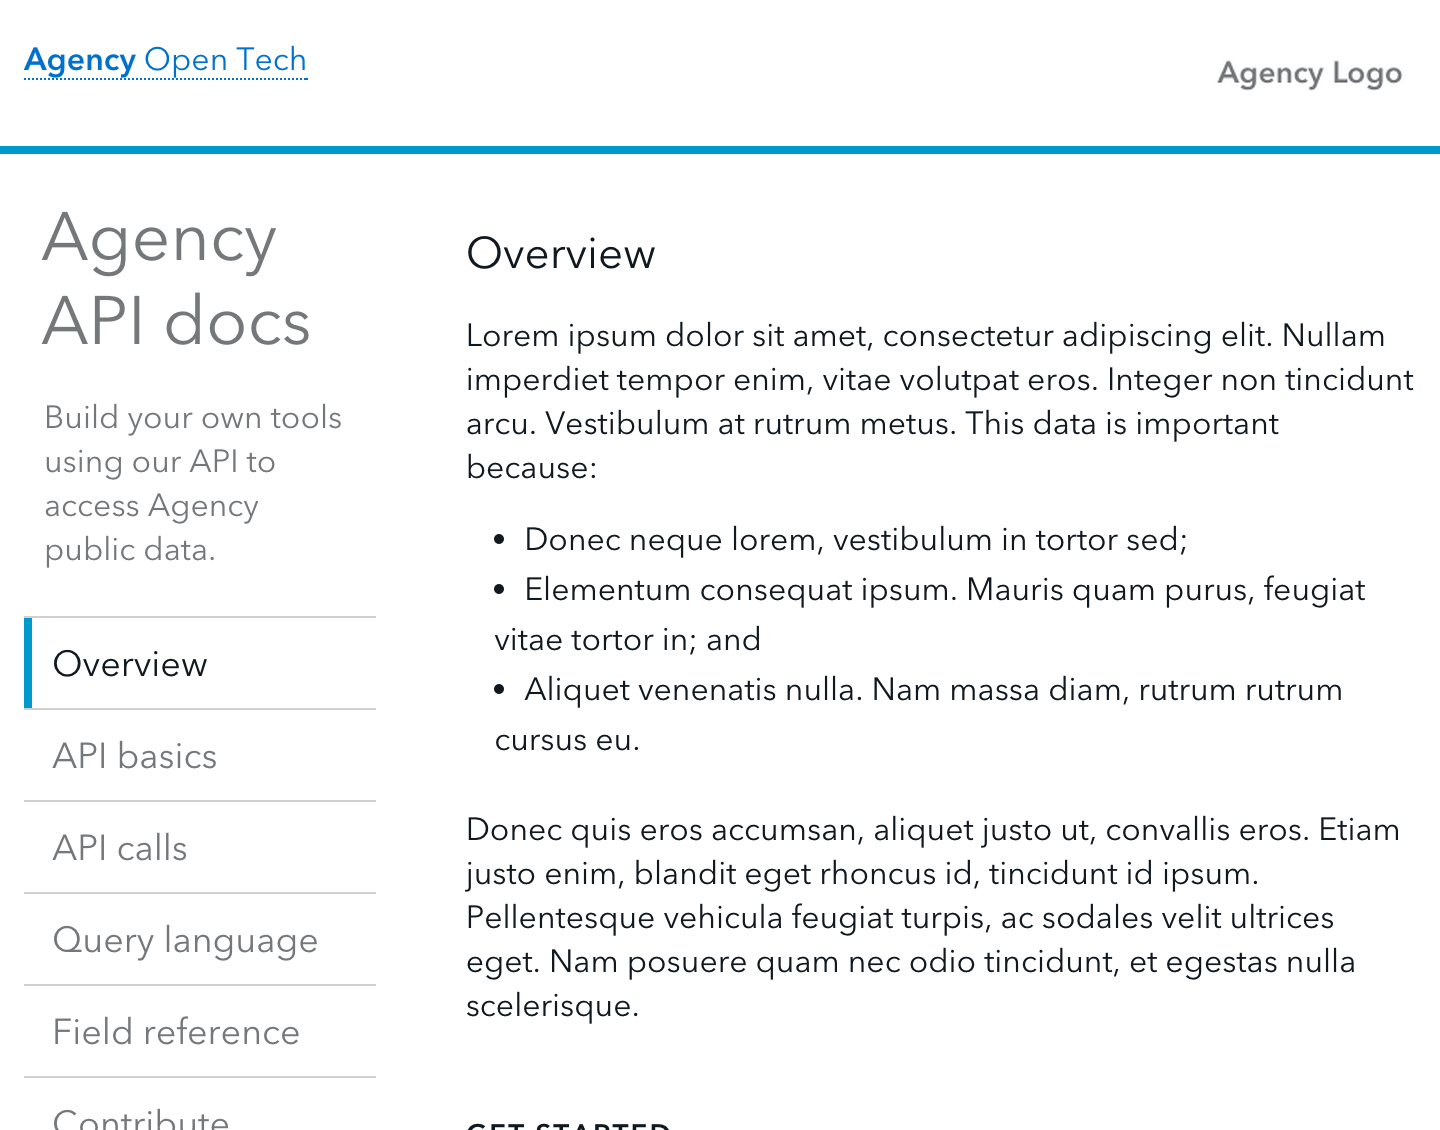 Agency Open Tech
Agency Logo
Agency
API docs
Build your own tools
using our API to
access Agency
public data.
Overview
API basics
API calls
Query language
Field reference
Contribute
Overview
Lorem ipsum dolor sit amet, consectetur adipiscing elit. Nullam
imperdiet tempor enim, vitae volutpat eros. Integer non tincidunt
arcu. Vestibulum at rutrum metus. This data is important
because:
• Donec neque lorem, vestibulum in tortor sed;
• Elementum consequat ipsum. Mauris quam purus, feugiat
vitae tortor in; and
• Aliquet venenatis nulla. Nam massa diam, rutrum rutrum
cursus eu.
Donec quis eros accumsan, aliquet justo ut, convallis eros. Etiam
justo enim, blandit eget rhoncus id, tincidunt id ipsum.
Pellentesque vehicula feugiat turpis, ac sodales velit ultrices
eget. Nam posuere quam nec odio tincidunt, et egestas nulla
scelerisque.
GET STARTED